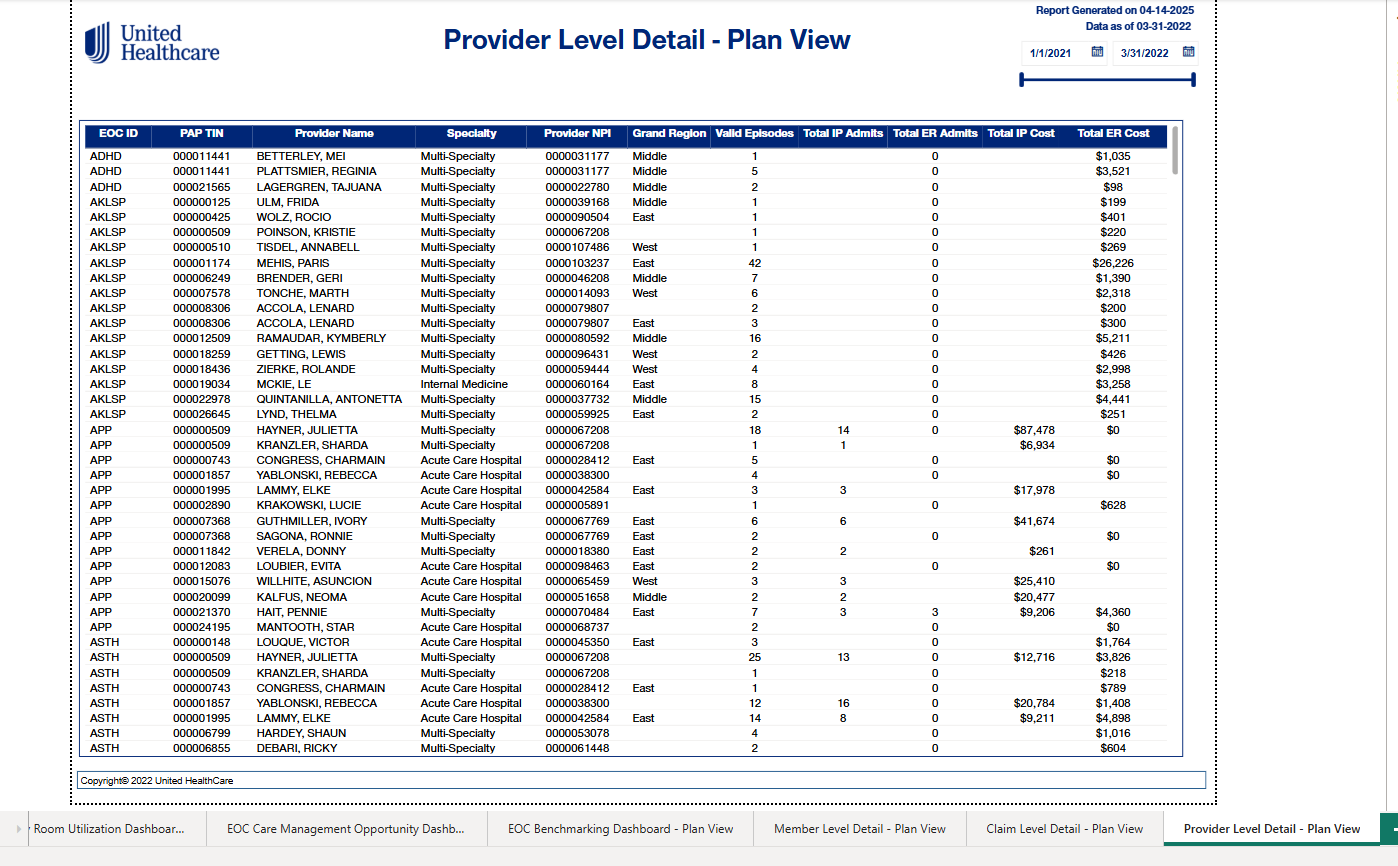 Report Generated on 04-14-2025
Data as of 03-31-2022
United
Healthcare
Provider Level Detail - Plan View
1/1/2021 3/31/2022
EOC ID PAP TIN Provider Name Specialty Provider NPI Grand Region Valid Episodes Total IP Admits Total ER Admits Total IP Cost Total ER Cost
ADHD 000011441 BETTERLEY, MEI Multi-Specialty 0000031177 Middle 1 0 $1,035
ADHD 000011441 PLATTSMIER, REGINIA Multi-Specialty 0000031177 Middle 5 0 $3,521
ADHD 000021565 LAGERGREN, TAJUANA Multi-Specialty 0000022780 Middle 2 0 $98
AKLSP 000000125 ULM, FRIDA Multi-Specialty 0000039168 Middle 1 0 $199
AKLSP 000000425 WOLZ, ROCIO Multi-Specialty 0000090504 East 1 0 $401
AKLSP 000000509 POINSON, KRISTIE Multi-Specialty 0000067208 1 0 $220
AKLSP 000000510 TISDEL, ANNABELL Multi-Specialty 0000107486 West 1 0 $269
AKLSP 000001174 MEHIS, PARIS Multi-Specialty 0000103237 East 42 0 $26,226
AKLSP 000006249 BRENDER, GERI Multi-Specialty 0000046208 Middle 7 0 $1,390
AKLSP 000007578 TONCHE, MARTH Multi-Specialty 0000014093 West 6 0 $2,318
AKLSP 000008306 ACCOLA, LENARD Multi-Specialty 0000079807 2 0 $200
AKLSP 000008306 ACCOLA, LENARD Multi-Specialty 0000079807 East 3 0 $300
AKLSP 000012509 RAMAUDAR, KYMBERLY Multi-Specialty 0000080592 Middle 16 0 $5,211
AKLSP 000018259 GETTING, LEWIS Multi-Specialty 0000096431 West 2 0 $426
AKLSP 000018436 ZIERKE, ROLANDE Multi-Specialty 0000059444 West 4 0 $2,998
AKLSP 000019034 MCKIE, LE Internal Medicine 0000060164 East 8 0 $3,258
AKLSP 000022978 QUINTANILLA, ANTONETTA Multi-Specialty 0000037732 Middle 15 0 $4,441
AKLSP 000026645 LYND, THELMA Multi-Specialty 0000059925 East 2 0 $251
APP 000000509 HAYNER, JULIETTA Multi-Specialty 0000067208 18 14 0 $87,478 $0
APP 000000509 KRANZLER, SHARDA Multi-Specialty 0000067208 1 1 $6,934
APP 000000743 CONGRESS, CHARMAIN Acute Care Hospital 0000028412 East 5 0 $0
APP 000001857 YABLONSKI, REBECCA Acute Care Hospital 0000038300 4 0 $0
APP 000001995 LAMMY, ELKE Acute Care Hospital 0000042584 East 3 3 $17,978
APP 000002890 KRAKOWSKI, LUCIE Acute Care Hospital 0000005891 1 0 $628
APP 000007368 GUTHMILLER, IVORY Multi-Specialty 0000067769 East 6 6 $41,674
APP 000007368 SAGONA, RONNIE Multi-Specialty 0000067769 East 2 0 $0
APP 000011842 VERELA, DONNY Multi-Specialty 0000018380 East 2 2 $261
APP 000012083 LOUBIER, EVITA Acute Care Hospital 0000098463 East 2 0 $0
APP 000015076 WILLHITE, ASUNCION Acute Care Hospital 0000065459 West 3 3 $25,410
APP 000020099 KALFUS, NEOMA Acute Care Hospital 0000051658 Middle 2 2 $20,477
APP 000021370 HAIT, PENNIE Multi-Specialty 0000070484 East 7 3 3 $9,206 $4,360
APP 000024195 MANTOOTH, STAR Acute Care Hospital 0000068737 2 0 $0
ASTH 000000148 LOUQUE, VICTOR Acute Care Hospital 0000045350 East 3 0 $1,764
ASTH 000000509 HAYNER, JULIETTA Multi-Specialty 0000067208 25 13 0 $12,716 $3,826
ASTH 000000509 KRANZLER, SHARDA Multi-Specialty 0000067208 1 0 $218
ASTH 000000743 CONGRESS, CHARMAIN Acute Care Hospital 0000028412 East 1 0 $789
ASTH 000001857 YABLONSKI, REBECCA Acute Care Hospital 0000038300 12 16 0 $20,784 $1,408
ASTH 000001995 LAMMY, ELKE Acute Care Hospital 0000042584 East 14 8 0 $9,211 $4,898
ASTH 000006799 HARDEY, SHAUN Multi-Specialty 0000053078 4 0 $1,016
ASTH 000006855 DEBARI, RICKY Multi-Specialty 0000061448 2 0 $604
Copyright© 2022 United HealthCare
Room Utilization Dashboar... EOC Care Management Opportunity Dashb... EOC Benchmarking Dashboard - Plan View Member Level Detail - Plan View Claim Level Detail - Plan View Provider Level Detail - Plan View